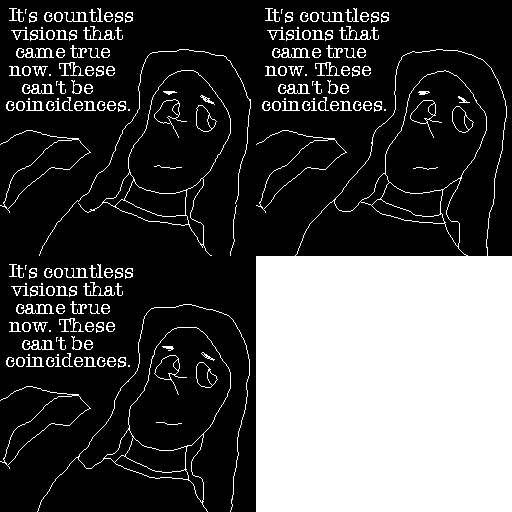 It's countless
visions that
came true
now. These
can't be
coincidences.
It's countless
visions that
came true
now. These
can't be
coincidences.
It's countless
visions that
came true
now. These
can't be
coincidences.